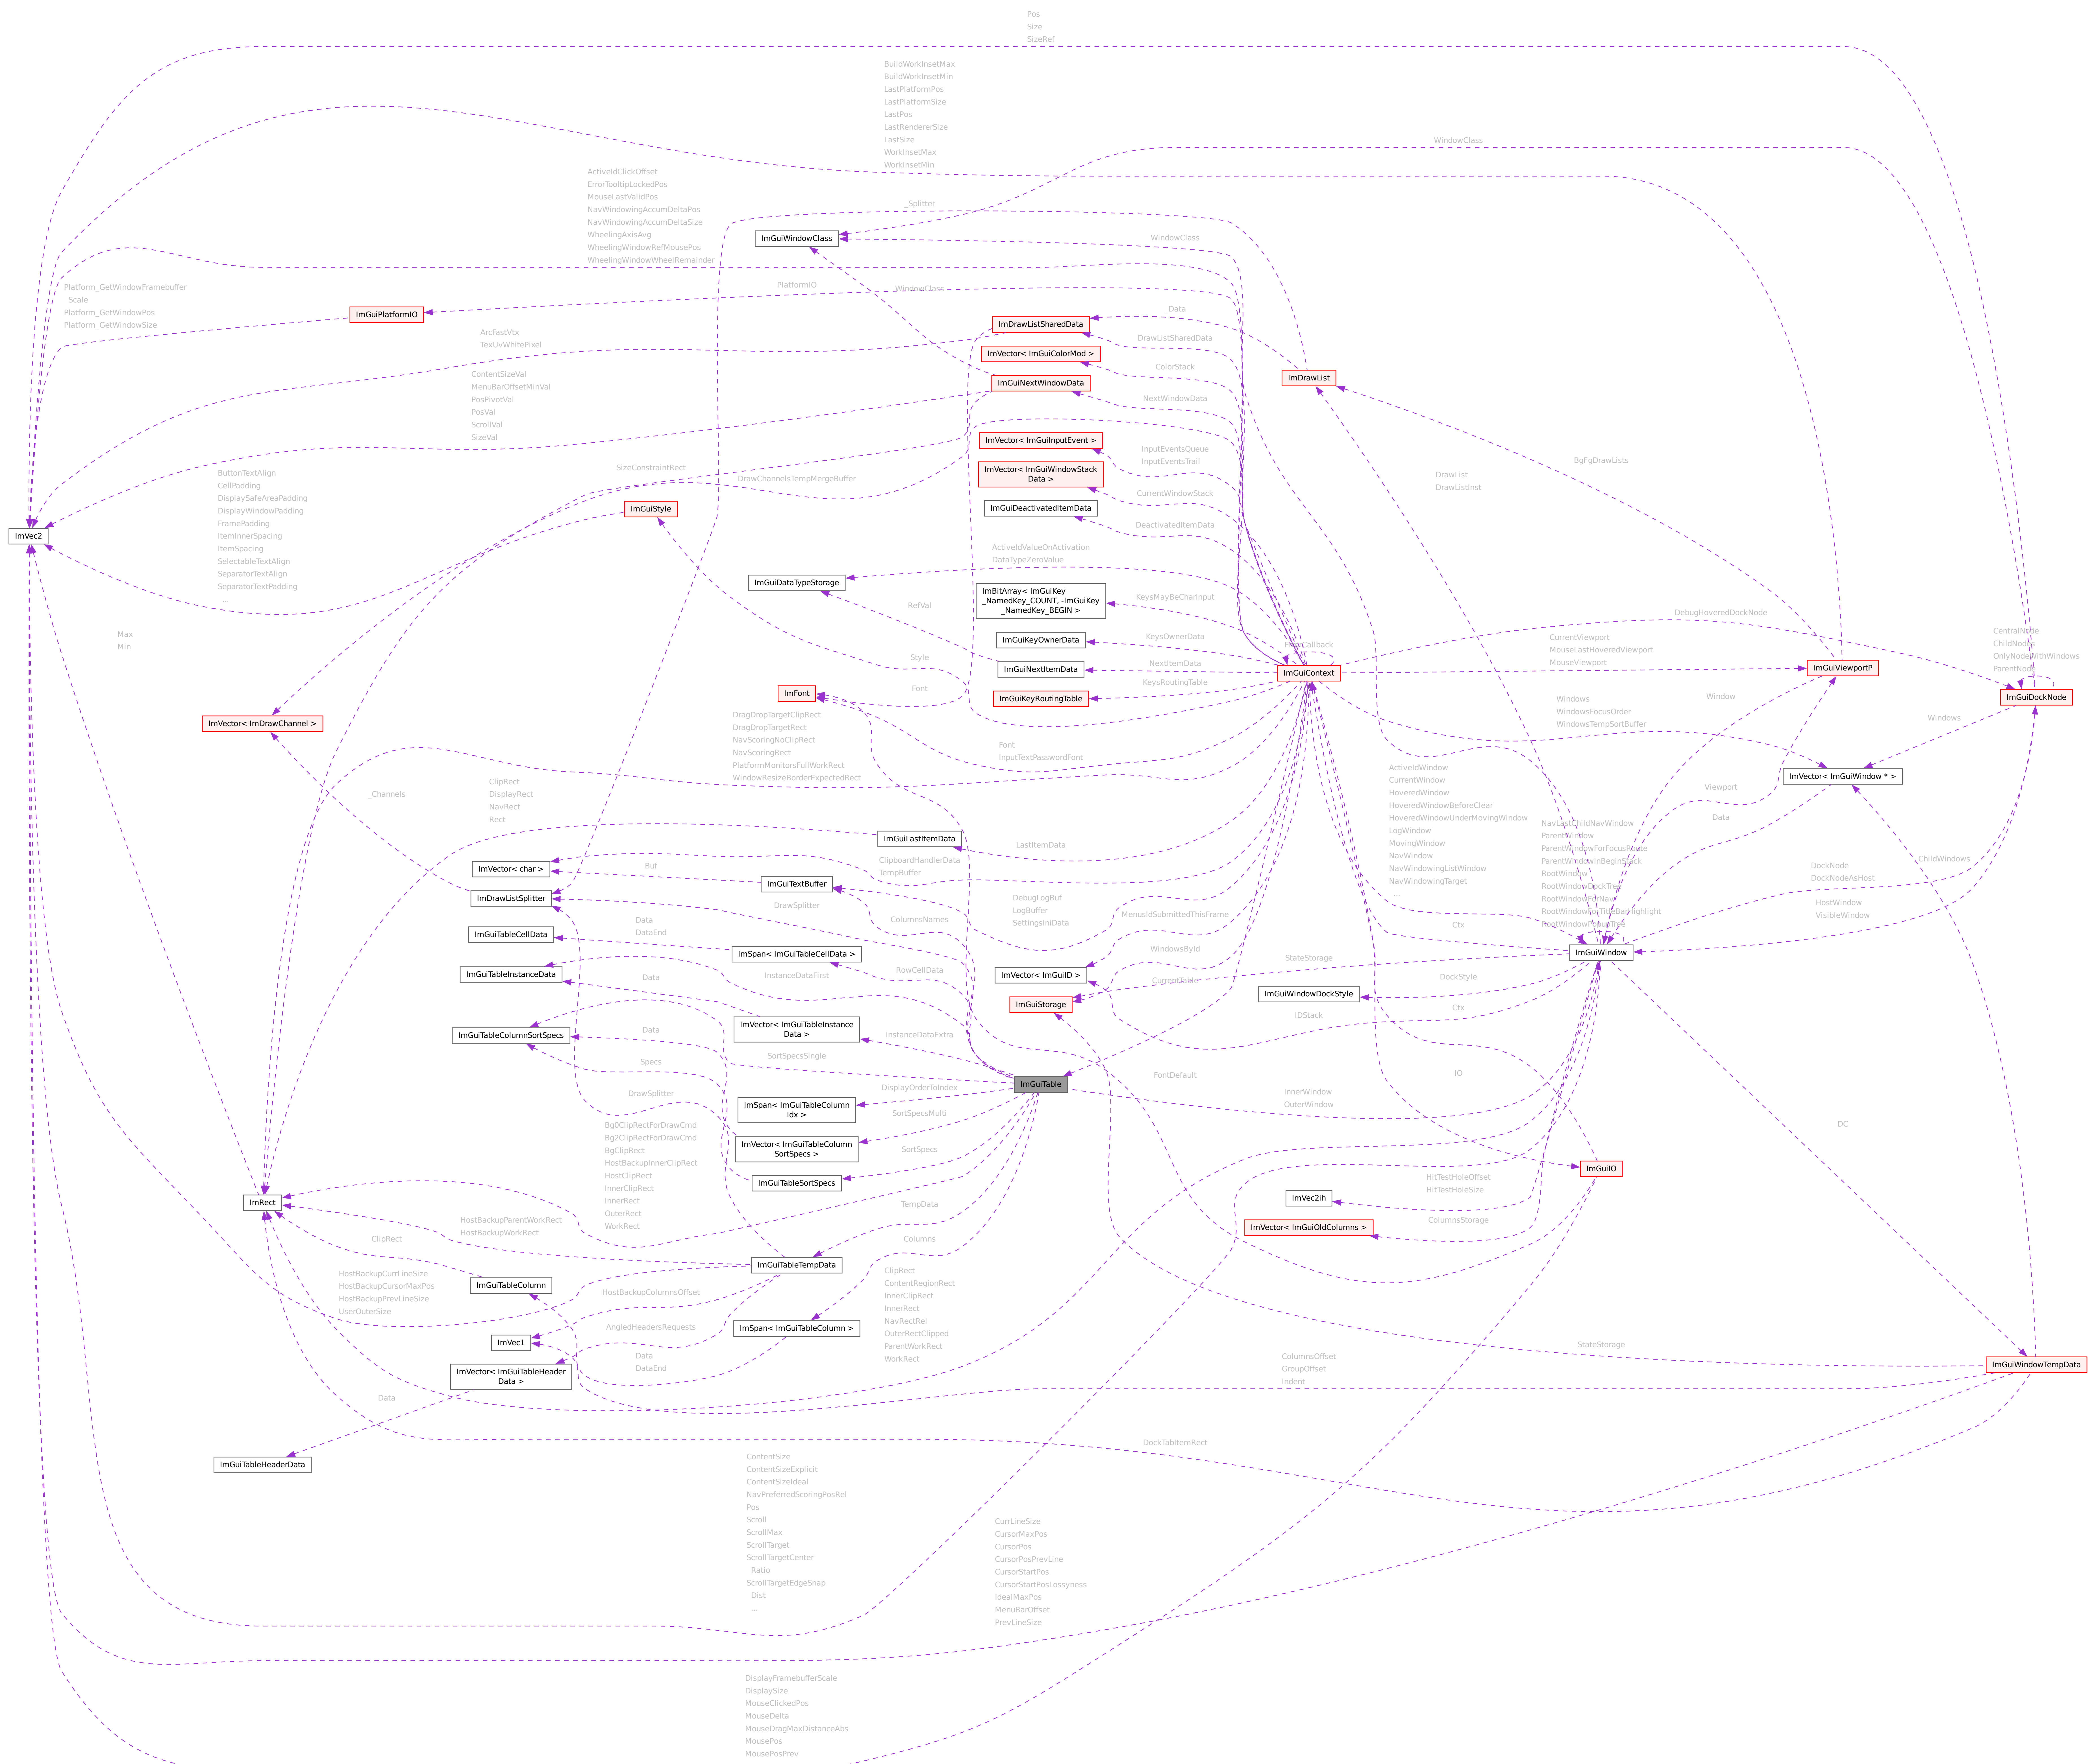 Pos
Size
SizeRef
BuildWorkInsetMax
BuildWorkInsetMin
LastPlatformPos
LastPlatformSize
LastPos
LastRendererSize
LastSize
WorkInsetMax
WorkInsetMin
WindowClass
ActiveIdClickOffset
ErrorTooltipLockedPos
MouseLastValidPos
NavWindowingAccumDeltaPos
NavWindowingAccumDeltaSize
WheelingAxisAvg
WheelingWindowRefMousePos
WheelingWindowWheelRemainder
_Splitter
ImGuiWindowClass
WindowClass
Platform_GetWindowFramebuffer
Scale
Platform_GetWindowPos
Platform_GetWindowSize
ImGuiPlatformIO
PlatformIO
WindowClass
ArcFastVtx
TexUvWhitePixel
ImDrawListSharedData
_Data
DrawListSharedData
ImVector< ImGuiColorMod >
ColorStack
ImGuiNextWindowData
NextWindowData
ImDrawList
ContentSizeVal
MenuBarOffsetMinVal
PosPivotVal
PosVal
ScrollVal
SizeVal
ImVector< ImGuiInputEvent >
InputEventsQueue
InputEventsTrail
BgFgDrawLists
ButtonTextAlign
CellPadding
DisplaySafeAreaPadding
DisplayWindowPadding
FramePadding
ItemInnerSpacing
ItemSpacing
SelectableTextAlign
SeparatorTextAlign
SeparatorTextPadding
...
SizeConstraintRect
DrawChannelsTempMergeBuffer
ImVector< ImGuiWindowStack
Data >
CurrentWindowStack
DrawList
DrawListInst
ImGuiStyle
ImGuiDeactivatedItemData
DeactivatedItemData
ImVec2
ActiveIdValueOnActivation
DataTypeZeroValue
ImGuiDataTypeStorage
RefVal
ImBitArray< ImGuiKey
_NamedKey_COUNT, -ImGuiKey
_NamedKey_BEGIN >
KeysMayBeCharInput
Max
Min
ImGuiKeyOwnerData
KeysOwnerData
DebugHoveredDockNode
Style
ImGuiNextItemData
NextItemData
ImGuiContext
CurrentViewport
MouseLastHoveredViewport
MouseViewport
ImGuiViewportP
CentralNode
ChildNodes
OnlyNodeWithWindows
ParentNode
ImGuiDockNode
Font
ImFont
ImGuiKeyRoutingTable
KeysRoutingTable
Windows
WindowsFocusOrder
WindowsTempSortBuffer
Window
Windows
ImVector< ImDrawChannel >
DragDropTargetClipRect
DragDropTargetRect
NavScoringNoClipRect
NavScoringRect
PlatformMonitorsFullWorkRect
WindowResizeBorderExpectedRect
Font
InputTextPasswordFont
ImVector< ImGuiWindow * >
_Channels
ClipRect
DisplayRect
NavRect
Rect
ActiveIdWindow
CurrentWindow
HoveredWindow
HoveredWindowBeforeClear
HoveredWindowUnderMovingWindow
LogWindow
MovingWindow
NavWindow
NavWindowingListWindow
NavWindowingTarget
...
Viewport
Data
NavLastChildNavWindow
ParentWindow
ParentWindowForFocusRoute
ParentWindowInBeginStack
RootWindow
RootWindowDockTree
RootWindowForNav
RootWindowForTitleBarHighlight
RootWindowPopupTree
ImGuiLastItemData
LastItemData
ImVector< char >
Buf
ImGuiTextBuffer
ClipboardHandlerData
TempBuffer
ChildWindows
DockNode
DockNodeAsHost
HostWindow
VisibleWindow
ImDrawListSplitter
DrawSplitter
DebugLogBuf
LogBuffer
SettingsIniData
MenusIdSubmittedThisFrame
ColumnsNames
Data
DataEnd
ImGuiTableCellData
ImSpan< ImGuiTableCellData >
Ctx
WindowsById
StateStorage
ImGuiWindow
ImGuiTableInstanceData
Data
InstanceDataFirst
RowCellData
ImVector< ImGuiID >
CurrentTable
ImGuiWindowDockStyle
DockStyle
ImGuiStorage
IDStack
Ctx
ImGuiTableColumnSortSpecs
Data
ImVector< ImGuiTableInstance
Data >
InstanceDataExtra
SortSpecsSingle
Specs
FontDefault
IO
ImGuiTable
DisplayOrderToIndex
DrawSplitter
ImSpan< ImGuiTableColumn
Idx >
SortSpecsMulti
InnerWindow
OuterWindow
DC
Bg0ClipRectForDrawCmd
Bg2ClipRectForDrawCmd
BgClipRect
HostBackupInnerClipRect
HostClipRect
InnerClipRect
InnerRect
OuterRect
WorkRect
ImVector< ImGuiTableColumn
SortSpecs >
SortSpecs
ImGuiTableSortSpecs
ImGuiIO
HitTestHoleOffset
HitTestHoleSize
ImVec2ih
ImRect
TempData
ImVector< ImGuiOldColumns >
ColumnsStorage
HostBackupParentWorkRect
HostBackupWorkRect
ClipRect
Columns
ImGuiTableTempData
HostBackupCurrLineSize
HostBackupCursorMaxPos
HostBackupPrevLineSize
UserOuterSize
ImGuiTableColumn
HostBackupColumnsOffset
ClipRect
ContentRegionRect
InnerClipRect
InnerRect
NavRectRel
OuterRectClipped
ParentWorkRect
WorkRect
AngledHeadersRequests
ImSpan< ImGuiTableColumn >
ImVec1
Data
DataEnd
StateStorage
ColumnsOffset
GroupOffset
Indent
ImGuiWindowTempData
ImVector< ImGuiTableHeader
Data >
Data
DockTabItemRect
ImGuiTableHeaderData
ContentSize
ContentSizeExplicit
ContentSizeIdeal
NavPreferredScoringPosRel
Pos
Scroll
ScrollMax
ScrollTarget
ScrollTargetCenter
Ratio
ScrollTargetEdgeSnap
Dist
...
CurrLineSize
CursorMaxPos
CursorPos
CursorPosPrevLine
CursorStartPos
CursorStartPosLossyness
IdealMaxPos
MenuBarOffset
PrevLineSize
DisplayFramebufferScale
DisplaySize
MouseClickedPos
MouseDelta
MouseDragMaxDistanceAbs
MousePos
MousePosPrev